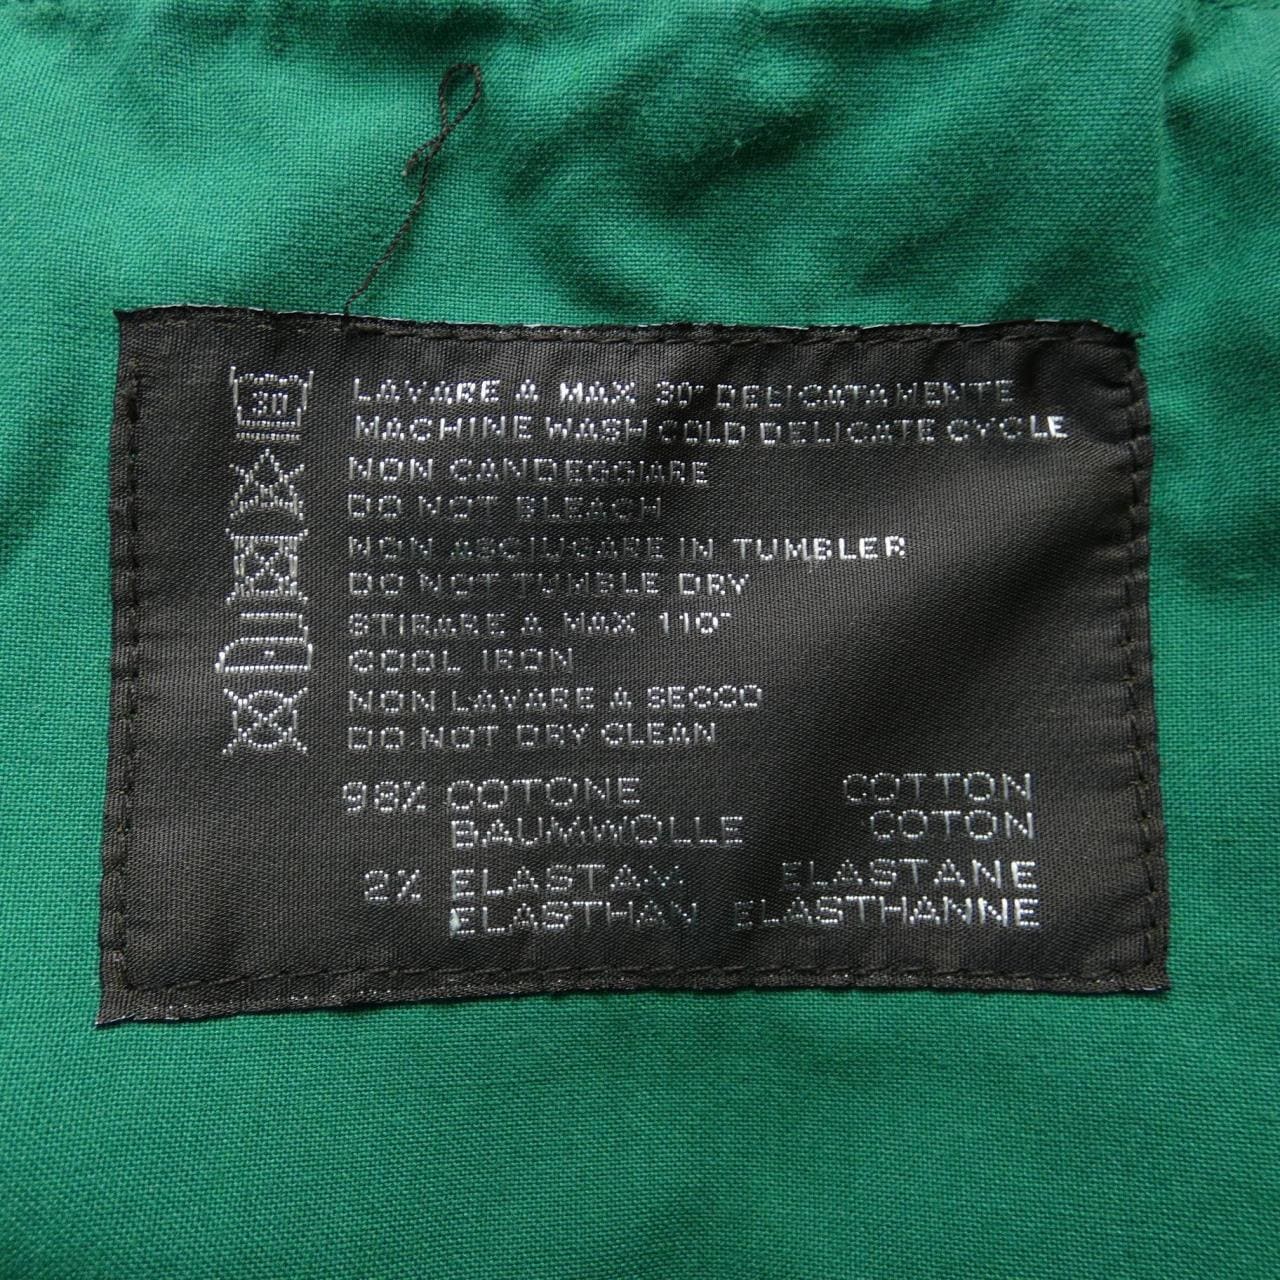 30
LAVARE A MAX 30° DELICATAMENTE
MACHINE WASH COLD DELICATE CYCLE
NON CANDEGGIARE
DO NOT BLEACH
NON ASCIUGARE IN TUMBLER
DO NOT TUMBLE DRY
STIRARE A MAX 110°
COOL IRON
NON LAVARE A SECCO
DO NOT DRY CLEAN
98% COTONE COTTON
BAUMWOLLE COTON
2% ELASTAM ELASTANE
ELASTHAN ELASTHANNE